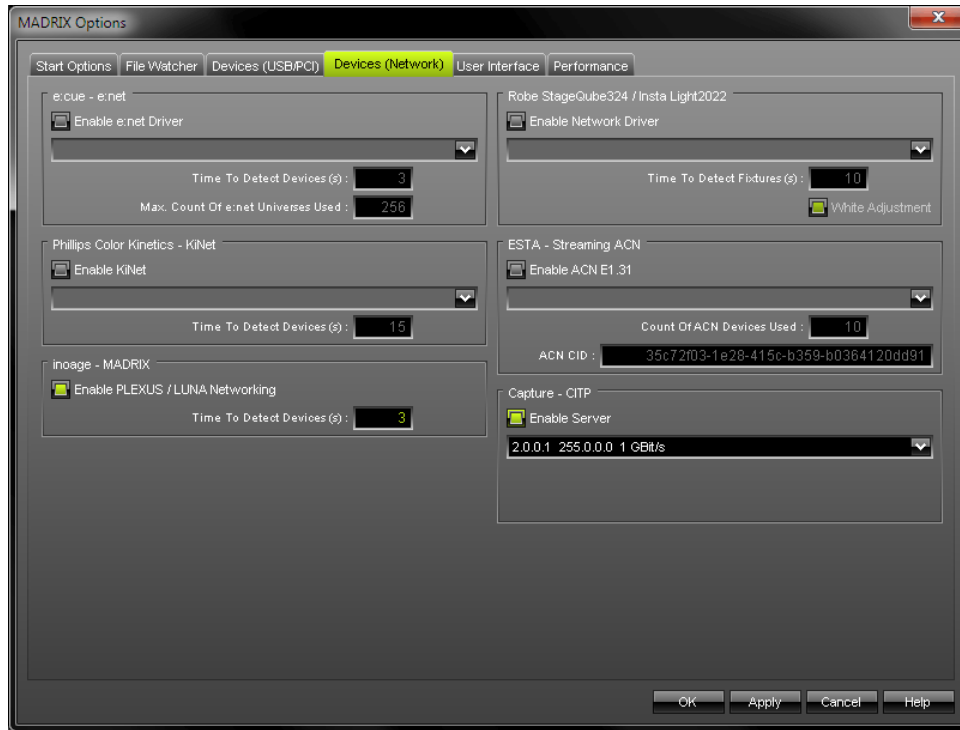 MADRIX Options
Start Options File Watcher Devices (USB/PCI) Devices (Network) User Interface Performance
e:cue - e:net
Enable e:net Driver
Time To Detect Devices (s) : 3
Max. Count Of e:net Universes Used : 256
Phillips Color Kinetics - KiNet
Enable KiNet
Time To Detect Devices (s) : 15
inoage - MADRIX
Enable PLEXUS / LUNA Networking
Time To Detect Devices (s) : 3
Robe StageQube324 / Insta Light2022
Enable Network Driver
Time To Detect Fixtures (s) : 10
White Adjustment
ESTA - Streaming ACN
Enable ACN E1.31
Count Of ACN Devices Used : 10
ACN CID : 35c72f03-1e28-415c-b359-b0364120dd91
Capture - CITP
Enable Server
2.0.0.1 255.0.0.0 1 GBit/s
OK Apply Cancel Help